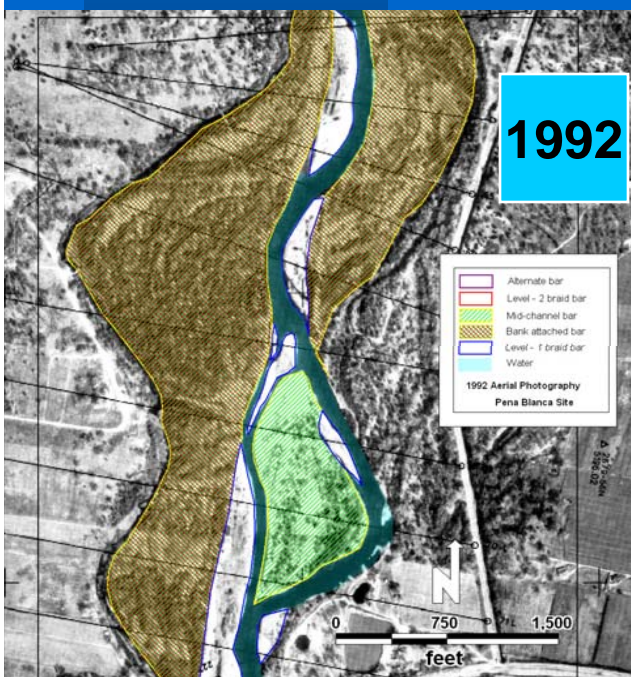 1992
Alternate bar
Level - 2 braid bar
Mid-channel bar
Bank attached bar
Level - 1 braid bar
Water
1992 Aerial Photography
Pena Blanca Site
N
0 750 1,500
feet